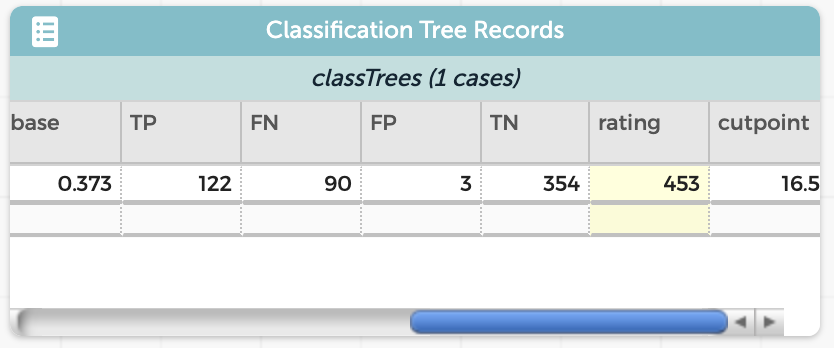 Classification Tree Records
classTrees (1 cases)
base TP FN FP TN rating cutpoint
0.373 122 90 3 354 453 16.5